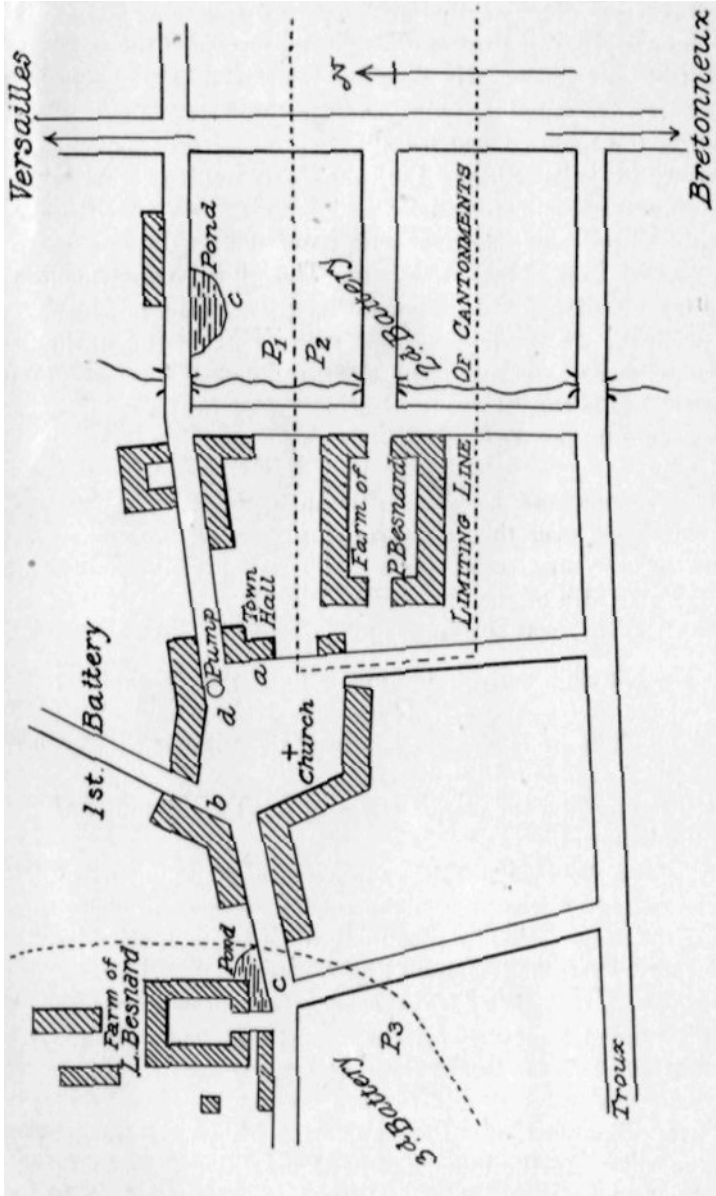 Versailles
Bretonneux
N
Pond
c
P1
P2
2d. Battery
LIMITING LINE OF CANTONMENTS
Farm of
P. Besnard
Town
Hall
a
Pump
d
1st. Battery
b
Church
Pond
c
Farm of
L. Besnard
3d. Battery
P3
Troux